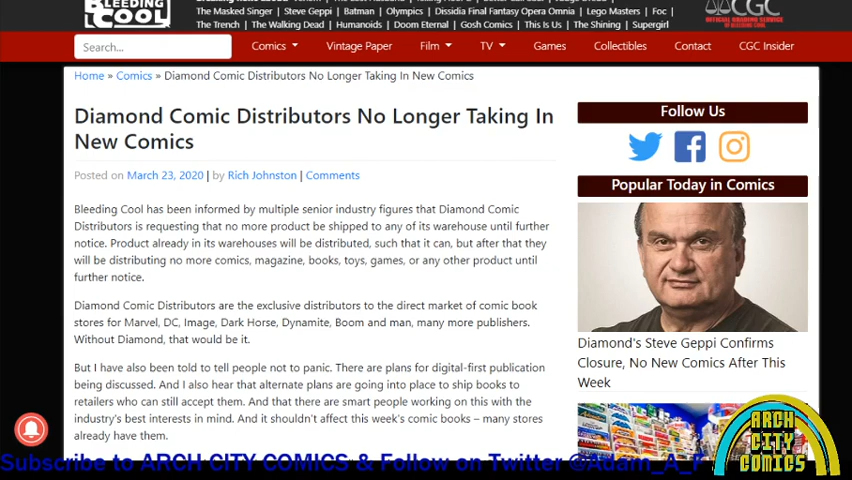 BLEEDING
COOL
The Masked Singer | Steve Geppi | Batman | Olympics | Dissidia Final Fantasy Opera Omnia | Lego Masters | Foc |
The Trench | The Walking Dead | Humanoids | Doom Eternal | Gosh Comics | This Is Us | The Shining | Supergirl
CGC
Search...
Comics
Vintage Paper
Film
TV
Games
Collectibles
Contact
CGC Insider
Home » Comics » Diamond Comic Distributors No Longer Taking In New Comics
Diamond Comic Distributors No Longer Taking In
New Comics
Posted on March 23, 2020 | by Rich Johnston | Comments
Bleeding Cool has been informed by multiple senior industry figures that Diamond Comic
Distributors is requesting that no more product be shipped to any of its warehouse until further
notice. Product already in its warehouses will be distributed, such that it can, but after that they
will be distributing no more comics, magazine, books, toys, games, or any other product until
further notice.
Diamond Comic Distributors are the exclusive distributors to the direct market of comic book
stores for Marvel, DC, Image, Dark Horse, Dynamite, Boom and man, many more publishers.
Without Diamond, that would be it.
But I have also been told to tell people not to panic. There are plans for digital-first publication
being discussed. And I also hear that alternate plans are going into place to ship books to
retailers who can still accept them. And that there are smart people working on this with the
industry's best interests in mind. And it shouldn't affect this week's comic books – many stores
already have them.
Follow Us
Popular Today in Comics
Diamond's Steve Geppi Confirms
Closure, No New Comics After This
Week
ARCH
CITY
COMICS
Subscribe to ARCH CITY COMICS & Follow on Twitter @Adam_A_F